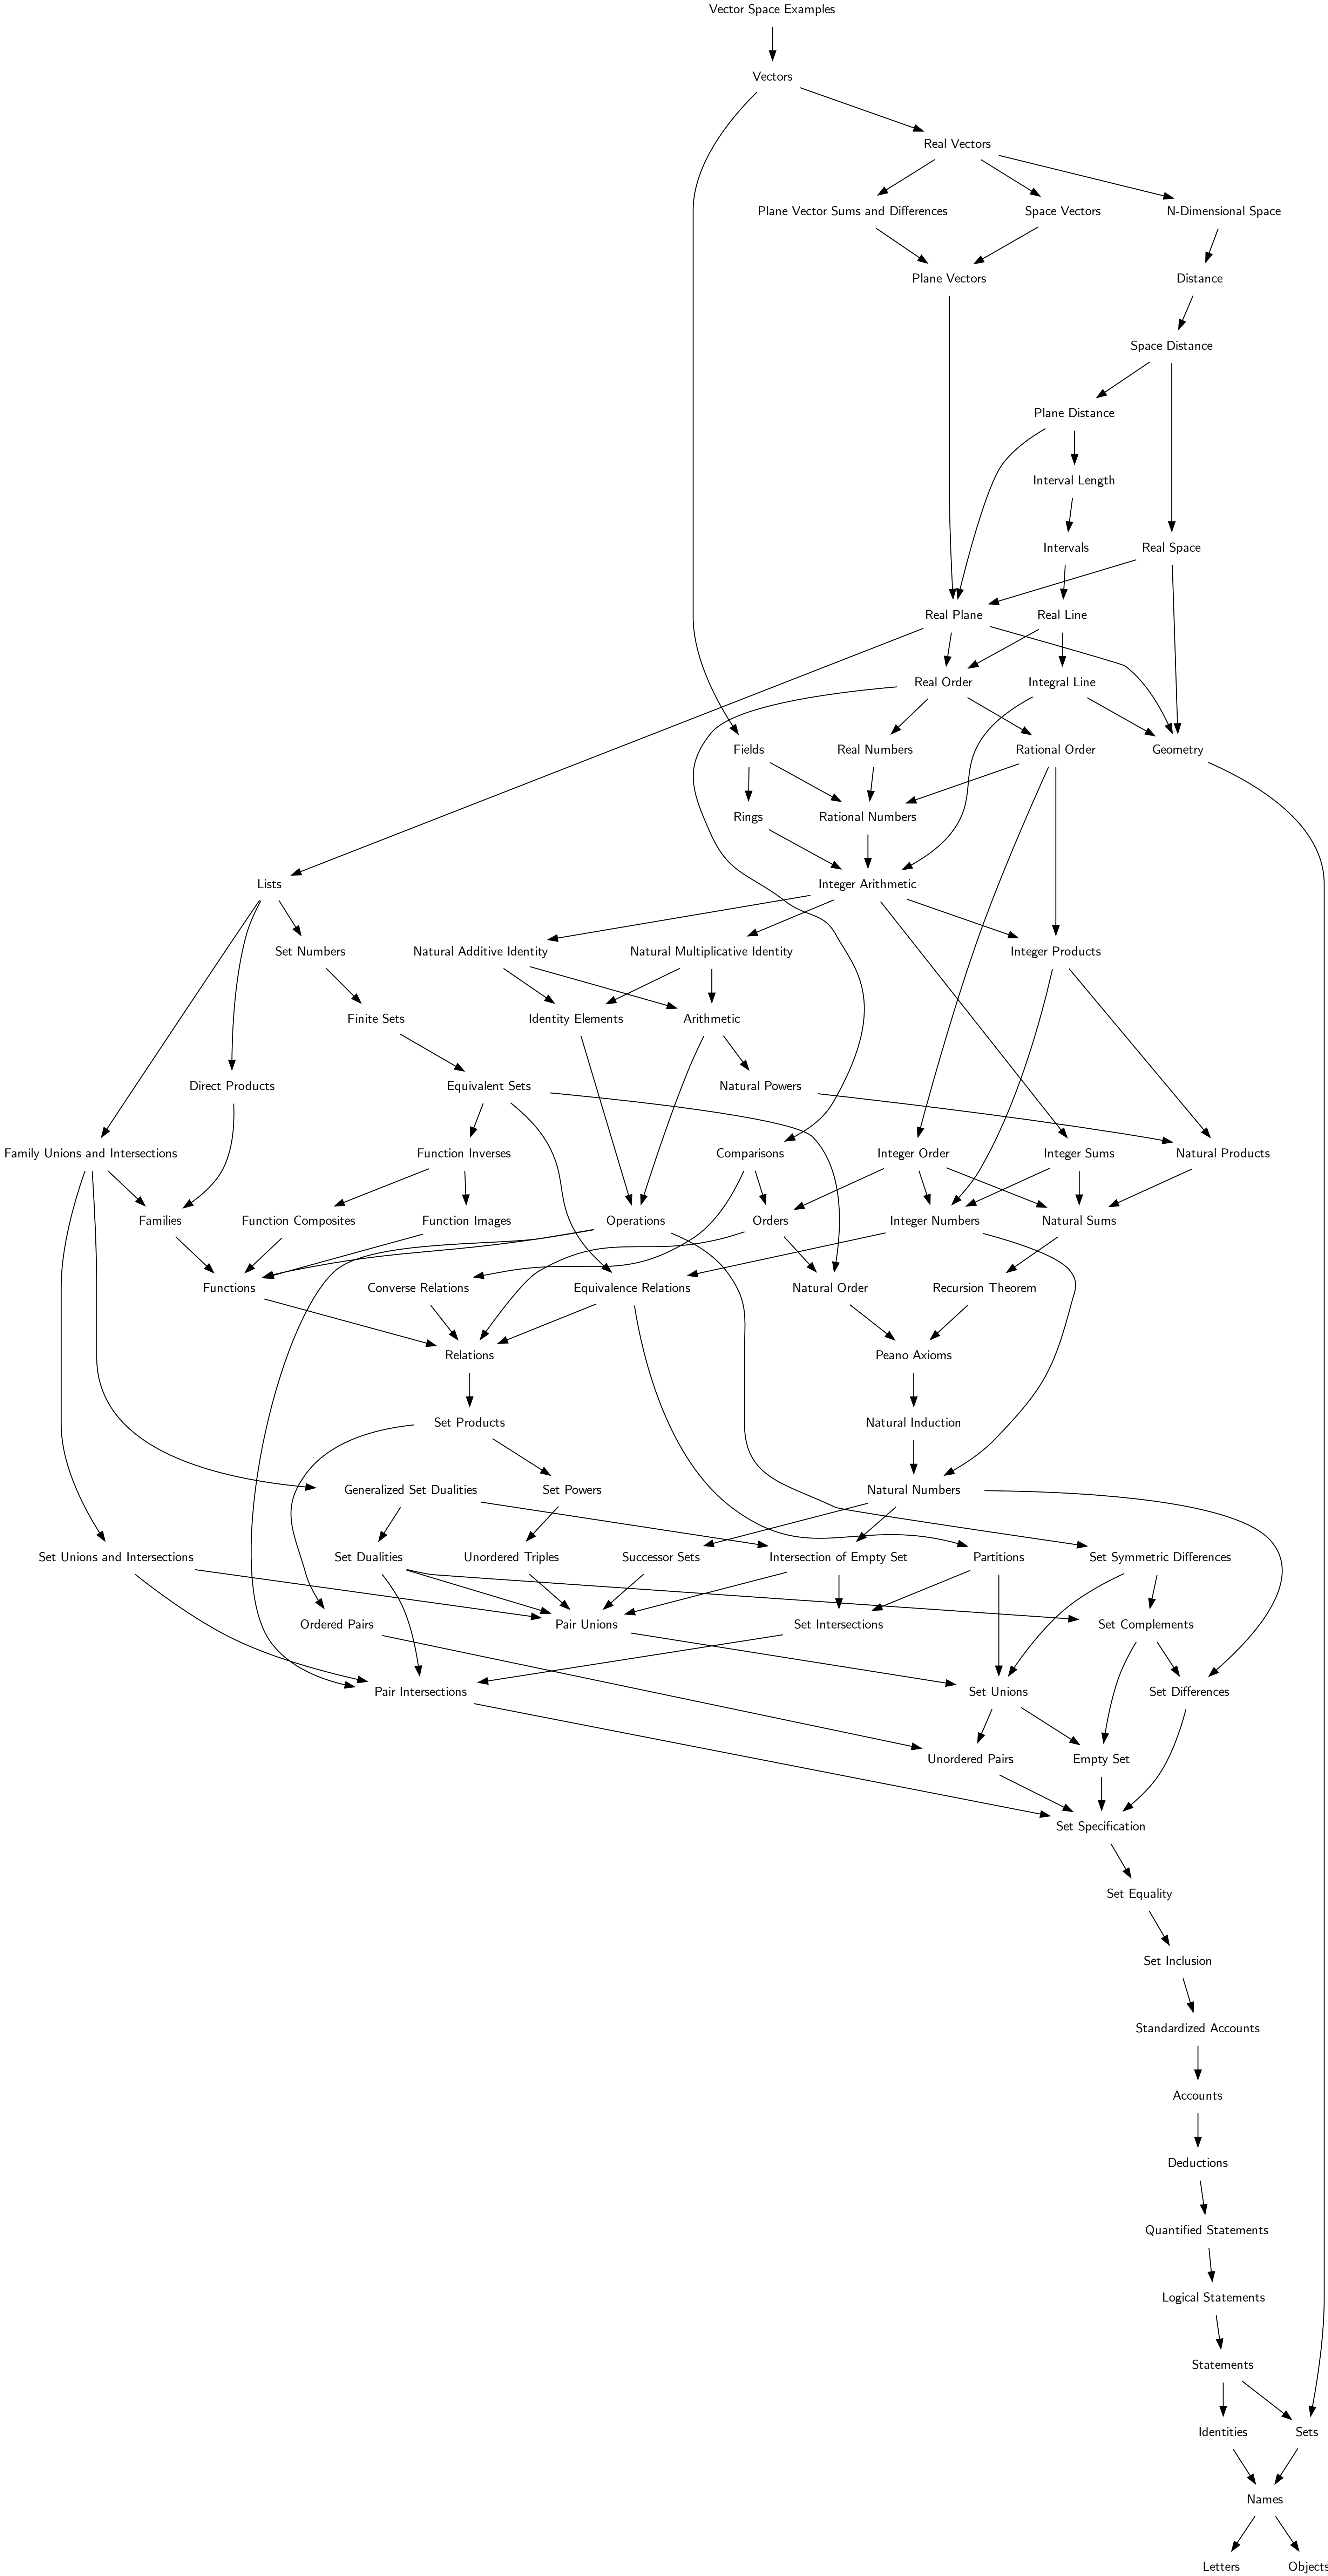 Vector Space Examples
Vectors
Real Vectors
Plane Vector Sums and Differences
Space Vectors
N-Dimensional Space
Plane Vectors
Distance
Space Distance
Plane Distance
Interval Length
Intervals
Real Space
Real Plane
Real Line
Real Order
Integral Line
Fields
Real Numbers
Rational Order
Geometry
Rings
Rational Numbers
Lists
Integer Arithmetic
Set Numbers
Natural Additive Identity
Natural Multiplicative Identity
Integer Products
Finite Sets
Identity Elements
Arithmetic
Direct Products
Equivalent Sets
Natural Powers
Family Unions and Intersections
Function Inverses
Comparisons
Integer Order
Integer Sums
Natural Products
Families
Function Composites
Function Images
Operations
Orders
Integer Numbers
Natural Sums
Functions
Converse Relations
Equivalence Relations
Natural Order
Recursion Theorem
Relations
Peano Axioms
Set Products
Natural Induction
Generalized Set Dualities
Set Powers
Natural Numbers
Set Unions and Intersections
Set Dualities
Unordered Triples
Successor Sets
Intersection of Empty Set
Partitions
Set Symmetric Differences
Ordered Pairs
Pair Unions
Set Intersections
Set Complements
Pair Intersections
Set Unions
Set Differences
Unordered Pairs
Empty Set
Set Specification
Set Equality
Set Inclusion
Standardized Accounts
Accounts
Deductions
Quantified Statements
Logical Statements
Statements
Identities
Sets
Names
Letters
Objects